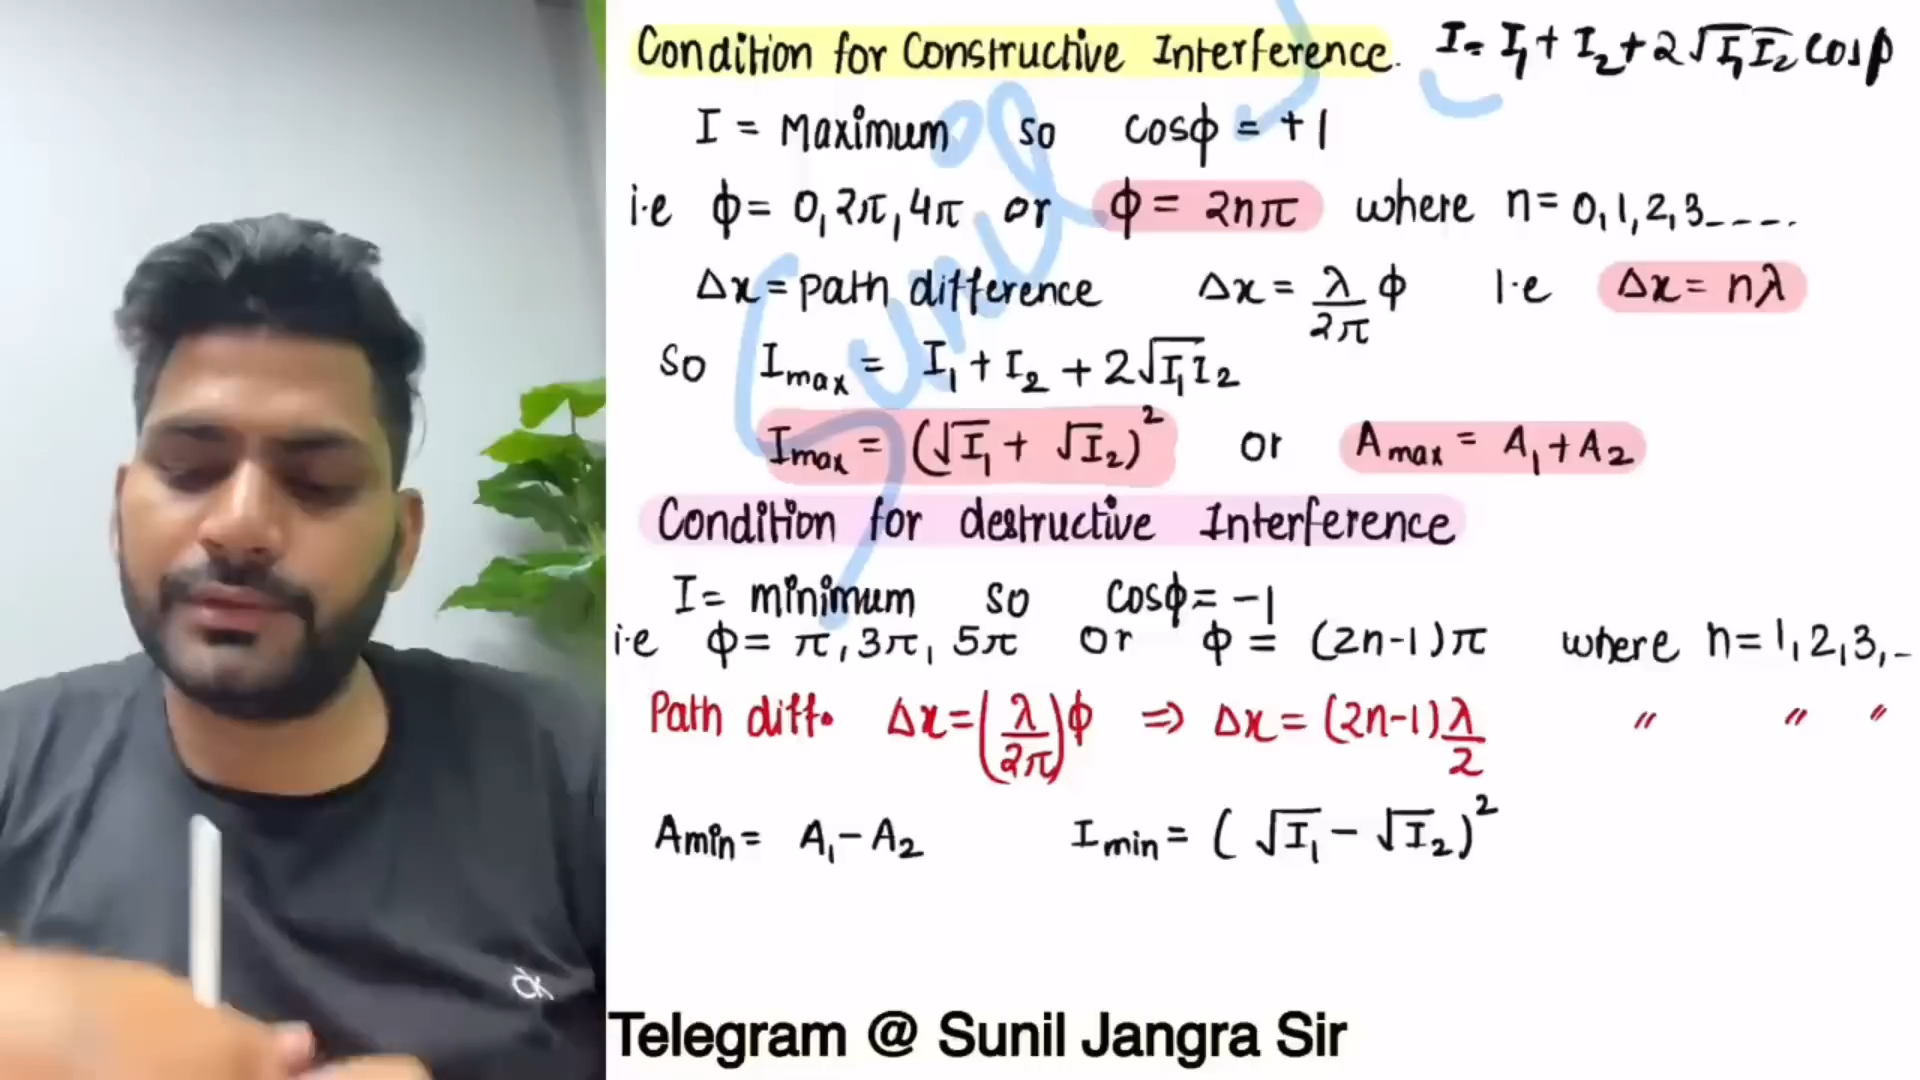 Condition for Constructive Interference. I = I₁ + I₂ + 2√I₁I₂ cosφ
I = Maximum so cosφ = +1
i.e φ = 0, 2π, 4π or φ = 2nπ where n = 0, 1, 2, 3-----
Δx = path difference Δx = λ/2π φ I.e Δx = nλ
so Imax = I₁ + I₂ + 2√I₁I₂
Imax = (√I₁ + √I₂)² or Amax = A₁ + A₂
Condition for destructive Interference
I = minimum so Cosφ = -1
i.e φ = π, 3π, 5π or φ = (2n-1)π where n = 1, 2, 3, -
Path diff. Δx = (λ/2π)φ ⇒ Δx = (2n-1)λ/2 " " "
Amin = A₁ - A₂ Imin = (√I₁ - √I₂)²
Sunil
CK
Telegram @ Sunil Jangra Sir